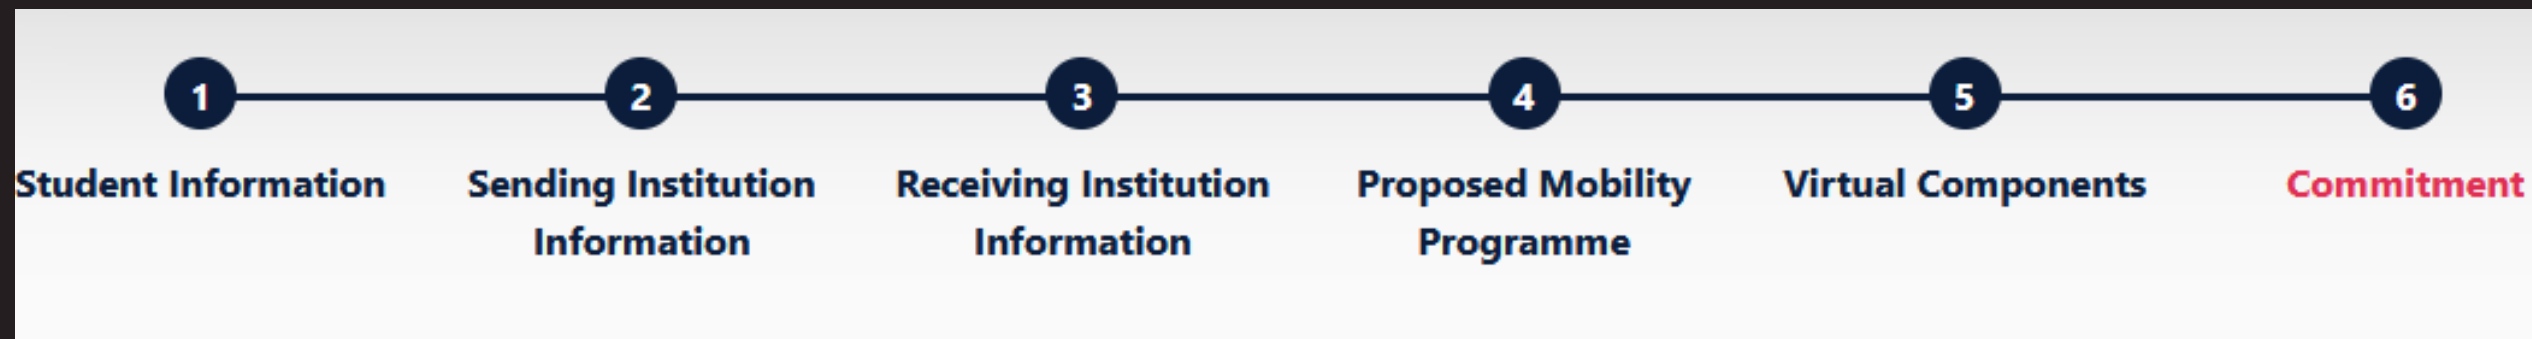 1 2 3 4 5 6
Student Information
Sending Institution
Information
Receiving Institution
Information
Proposed Mobility
Programme
Virtual Components
Commitment